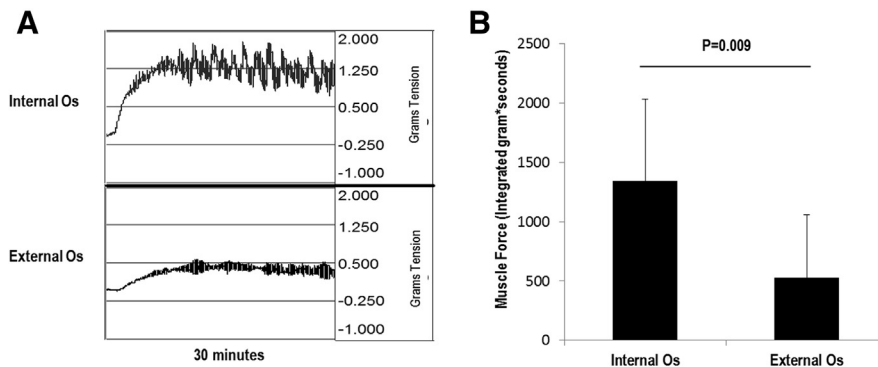 A
Internal Os
2.000
1.250
0.500
-0.250
-1.000
Grams Tension
External Os
2.000
1.250
0.500
-0.250
-1.000
Grams Tension
30 minutes
B
P=0.009
Muscle Force (Integrated gram*seconds)
2500
2000
1500
1000
500
0
Internal Os
External Os